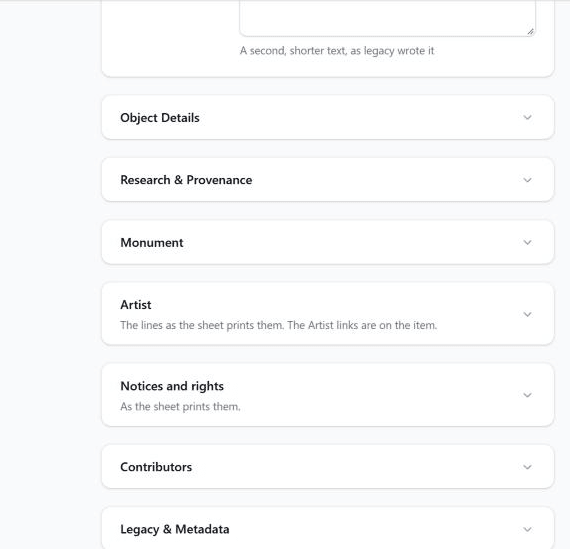 A second, shorter text, as legacy wrote it
Object Details
Research & Provenance
Monument
Artist
The lines as the sheet prints them. The Artist links are on the item.
Notices and rights
As the sheet prints them.
Contributors
Legacy & Metadata